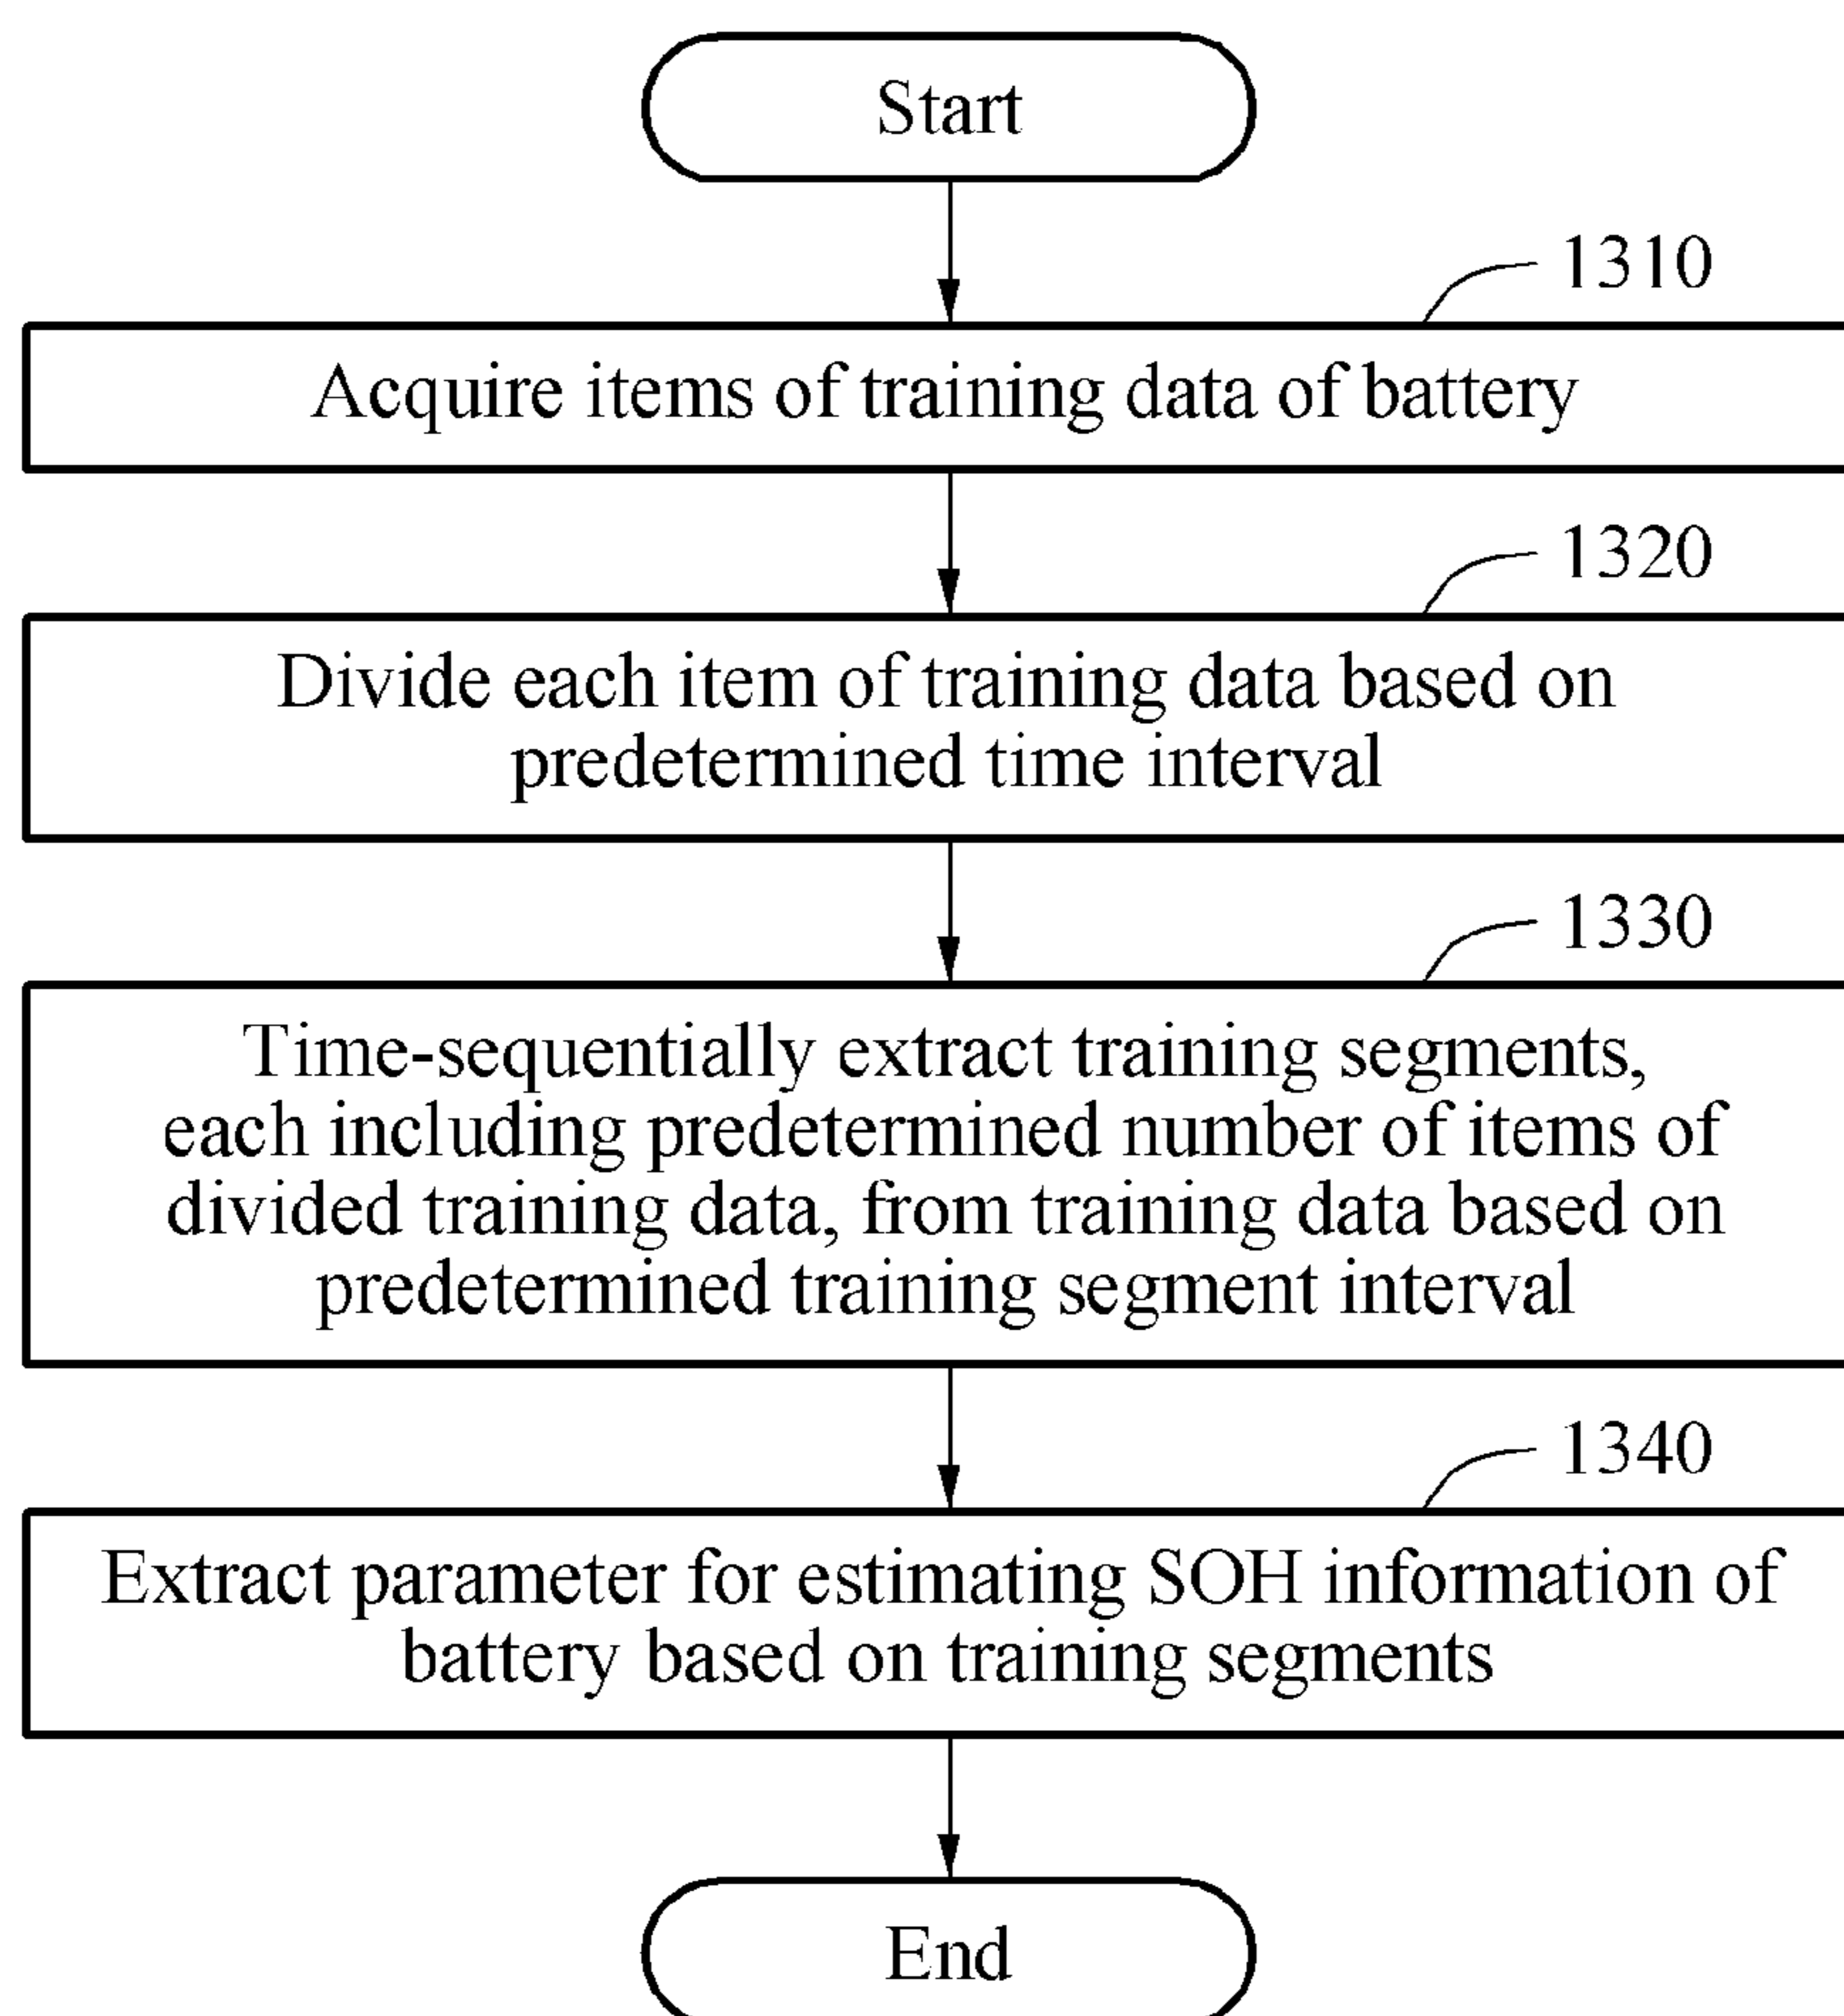 Start
1310
Acquire items of training data of battery
1320
Divide each item of training data based on
predetermined time interval
1330
Time-sequentially extract training segments,
each including predetermined number of items of
divided training data, from training data based on
predetermined training segment interval
1340
Extract parameter for estimating SOH information of
battery based on training segments
End